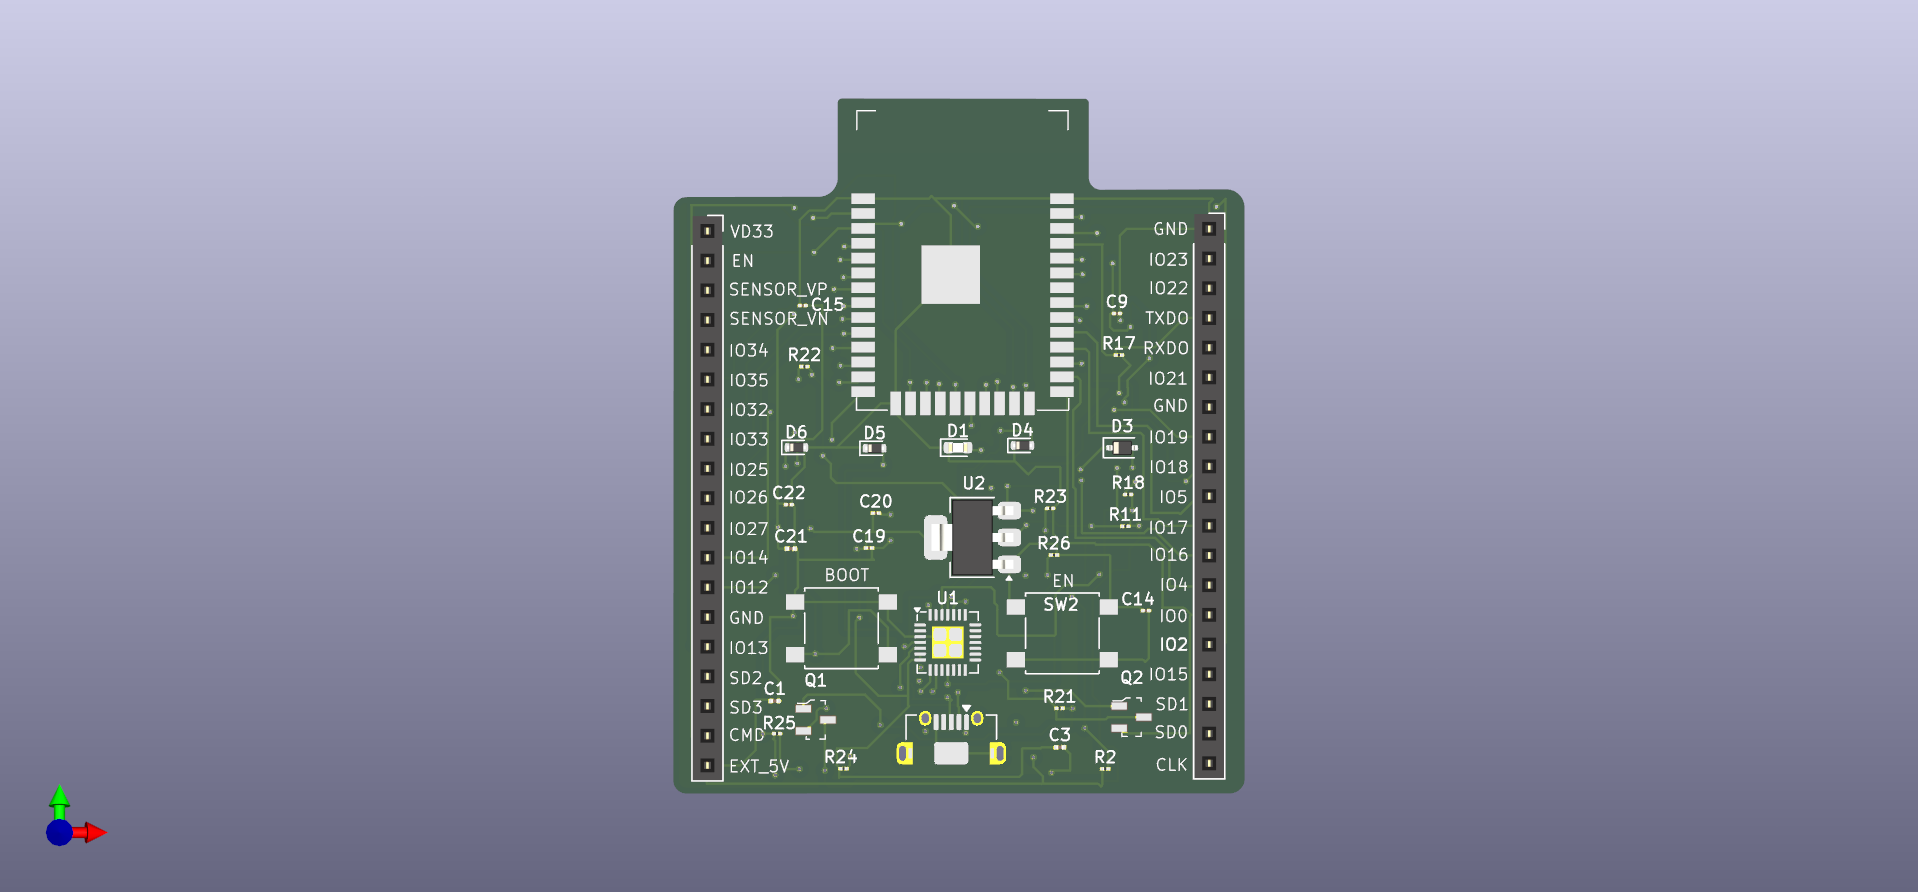 VD33
GND
EN
IO23
SENSOR_VP
IO22
C15
C9
SENSOR_VN
TXDO
R17
IO34
RXDO
R22
IO35
IO21
IO32
GND
D6
D5
D1
D4
D3
IO33
IO19
IO25
IO18
U2
R18
C22
IO26
C20
R23
IO5
R11
IO27
IO17
C21
C19
R26
IO14
IO16
BOOT
EN
IO12
IO4
U1
SW2
C14
GND
IO0
IO13
IO2
SD2
Q1
Q2
IO15
C1
R21
SD3
SD1
R25
CMD
C3
SD0
R24
R2
EXT_5V
CLK